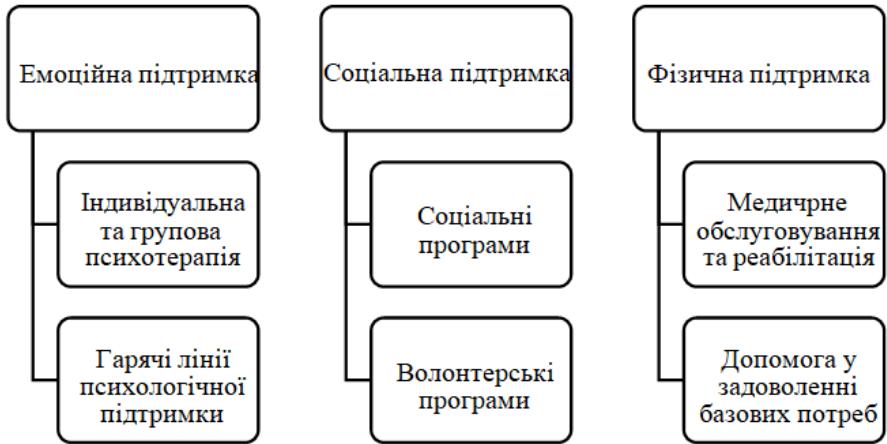 Емоційна підтримка
Індивідуальна
та групова
психотерапія
Гарячі лінії
психологічної
підтримки
Соціальна підтримка
Соціальні
програми
Волонтерські
програми
Фізична підтримка
Медичрне
обслуговування
та реабілітація
Допомога у
задоволенні
базових потреб